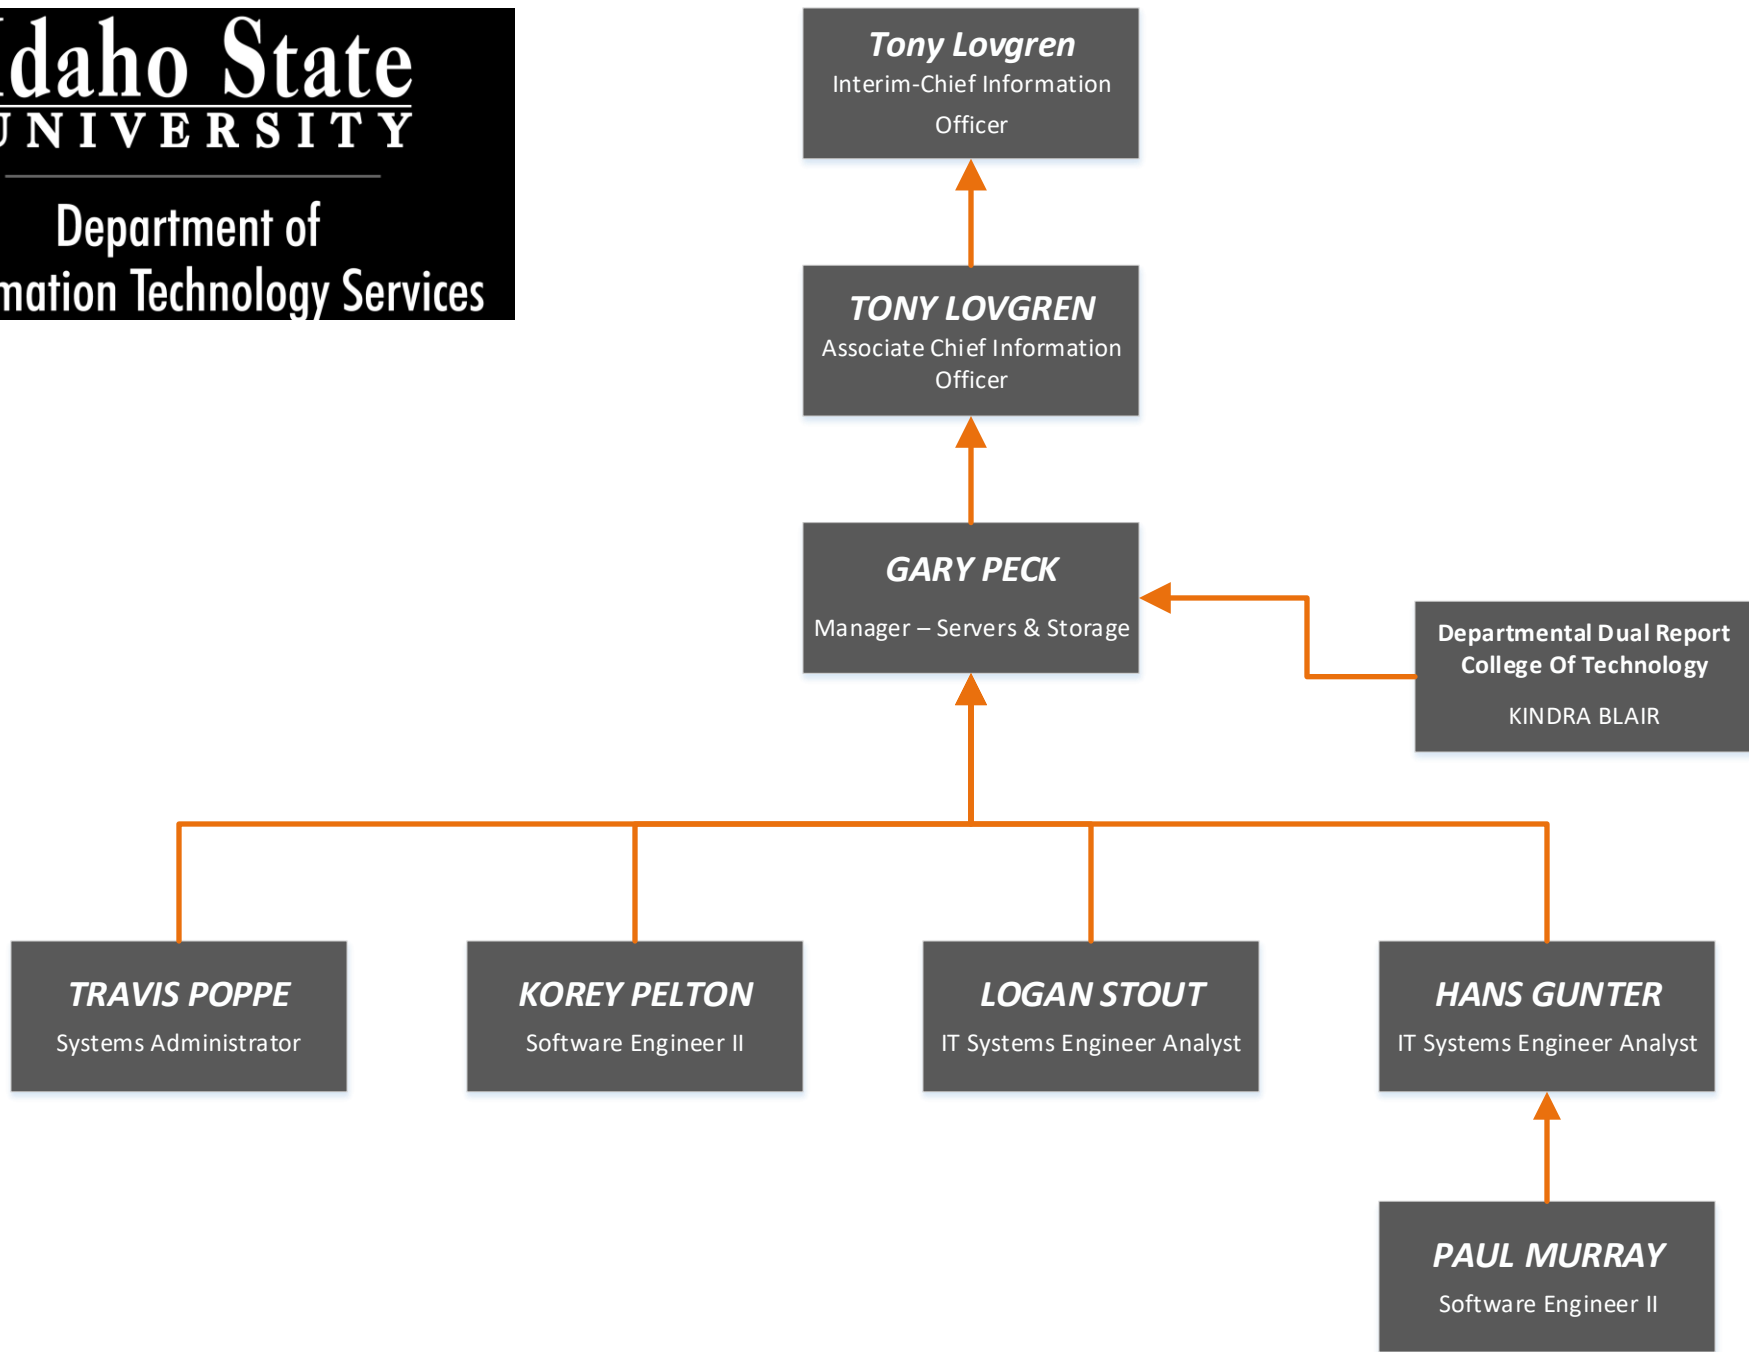 Idaho State
UNIVERSITY
Department of
mation Technology Services
Tony Lovgren
Interim-Chief Information
Officer
TONY LOVGREN
Associate Chief Information
Officer
GARY PECK
Manager – Servers & Storage
Departmental Dual Report
College Of Technology
KINDRA BLAIR
TRAVIS POPPE
Systems Administrator
KOREY PELTON
Software Engineer II
LOGAN STOUT
IT Systems Engineer Analyst
HANS GUNTER
IT Systems Engineer Analyst
PAUL MURRAY
Software Engineer II